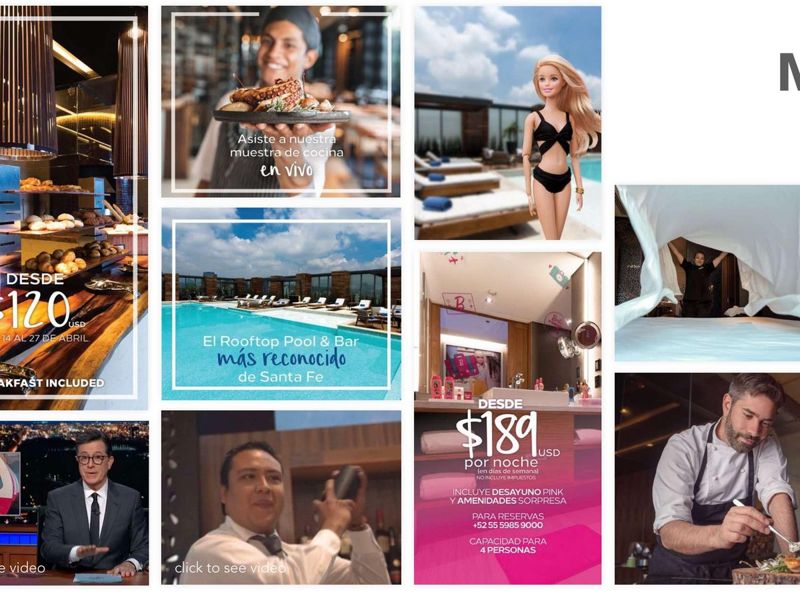 DESDE
$120 USD
14 AL 27 DE ABRIL
AKFAST INCLUDED
video
Asiste a nuestra
muestra de cocina
en vivo
El Rooftop Pool & Bar
más reconocido
de Santa Fe
click to see video
B
DESDE
$189 USD
por noche
(en días de semana)
NO INCLUYE IMPUESTOS
INCLUYE DESAYUNO PINK
Y AMENIDADES SORPRESA
PARA RESERVAS
+52 55 5985 9000
CAPACIDAD PARA
4 PERSONAS
M